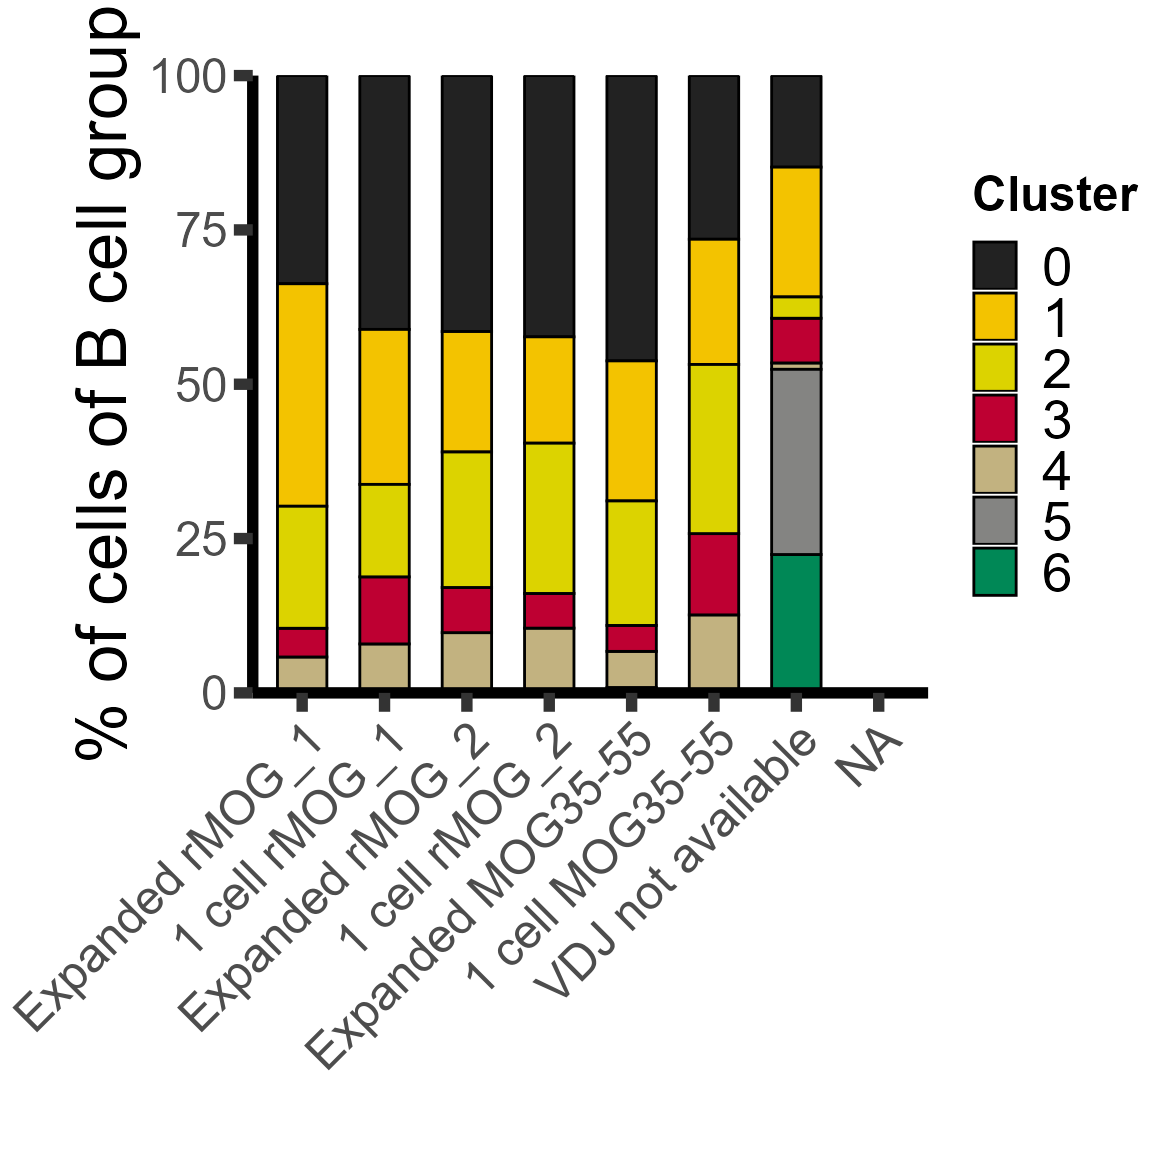 % of cells of B cell group
100
75
50
25
0
Expanded rMOG_1
1 cell rMOG_1
Expanded rMOG_2
1 cell rMOG_2
Expanded MOG35-55
1 cell MOG35-55
VDJ not available
NA
Cluster
0
1
2
3
4
5
6